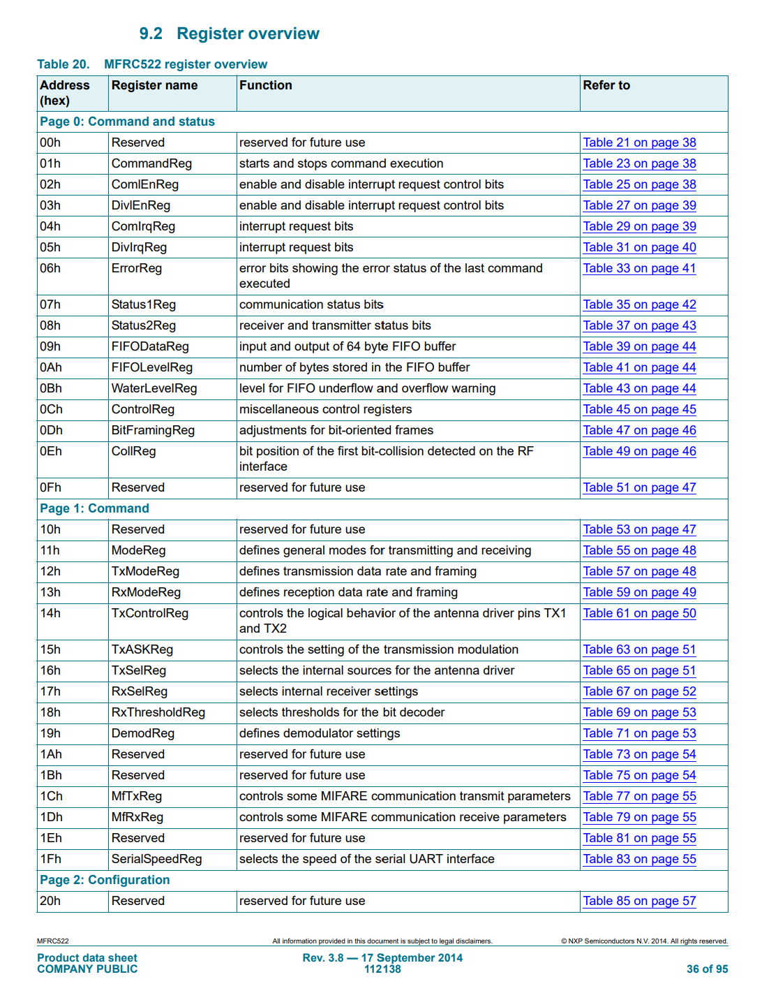 9.2 Register overview
Table 20. MFRC522 register overview
Address (hex) Register name Function Refer to
Page 0: Command and status
00h Reserved reserved for future use Table 21 on page 38
01h CommandReg starts and stops command execution Table 23 on page 38
02h ComlEnReg enable and disable interrupt request control bits Table 25 on page 38
03h DivlEnReg enable and disable interrupt request control bits Table 27 on page 39
04h ComIrqReg interrupt request bits Table 29 on page 39
05h DivIrqReg interrupt request bits Table 31 on page 40
06h ErrorReg error bits showing the error status of the last command Table 33 on page 41
executed
07h Status1Reg communication status bits Table 35 on page 42
08h Status2Reg receiver and transmitter status bits Table 37 on page 43
09h FIFODataReg input and output of 64 byte FIFO buffer Table 39 on page 44
0Ah FIFOLevelReg number of bytes stored in the FIFO buffer Table 41 on page 44
0Bh WaterLevelReg level for FIFO underflow and overflow warning Table 43 on page 44
0Ch ControlReg miscellaneous control registers Table 45 on page 45
0Dh BitFramingReg adjustments for bit-oriented frames Table 47 on page 46
0Eh CollReg bit position of the first bit-collision detected on the RF Table 49 on page 46
interface
0Fh Reserved reserved for future use Table 51 on page 47
Page 1: Command
10h Reserved reserved for future use Table 53 on page 47
11h ModeReg defines general modes for transmitting and receiving Table 55 on page 48
12h TxModeReg defines transmission data rate and framing Table 57 on page 48
13h RxModeReg defines reception data rate and framing Table 59 on page 49
14h TxControlReg controls the logical behavior of the antenna driver pins TX1 Table 61 on page 50
and TX2
15h TxASKReg controls the setting of the transmission modulation Table 63 on page 51
16h TxSelReg selects the internal sources for the antenna driver Table 65 on page 51
17h RxSelReg selects internal receiver settings Table 67 on page 52
18h RxThresholdReg selects thresholds for the bit decoder Table 69 on page 53
19h DemodReg defines demodulator settings Table 71 on page 53
1Ah Reserved reserved for future use Table 73 on page 54
1Bh Reserved reserved for future use Table 75 on page 54
1Ch MfTxReg controls some MIFARE communication transmit parameters Table 77 on page 55
1Dh MfRxReg controls some MIFARE communication receive parameters Table 79 on page 55
1Eh Reserved reserved for future use Table 81 on page 55
1Fh SerialSpeedReg selects the speed of the serial UART interface Table 83 on page 55
Page 2: Configuration
20h Reserved reserved for future use Table 85 on page 57
MFRC522 All information provided in this document is subject to legal disclaimers. © NXP Semiconductors N.V. 2014. All rights reserved.
Product data sheet Rev. 3.8 — 17 September 2014
COMPANY PUBLIC 112138 36 of 95